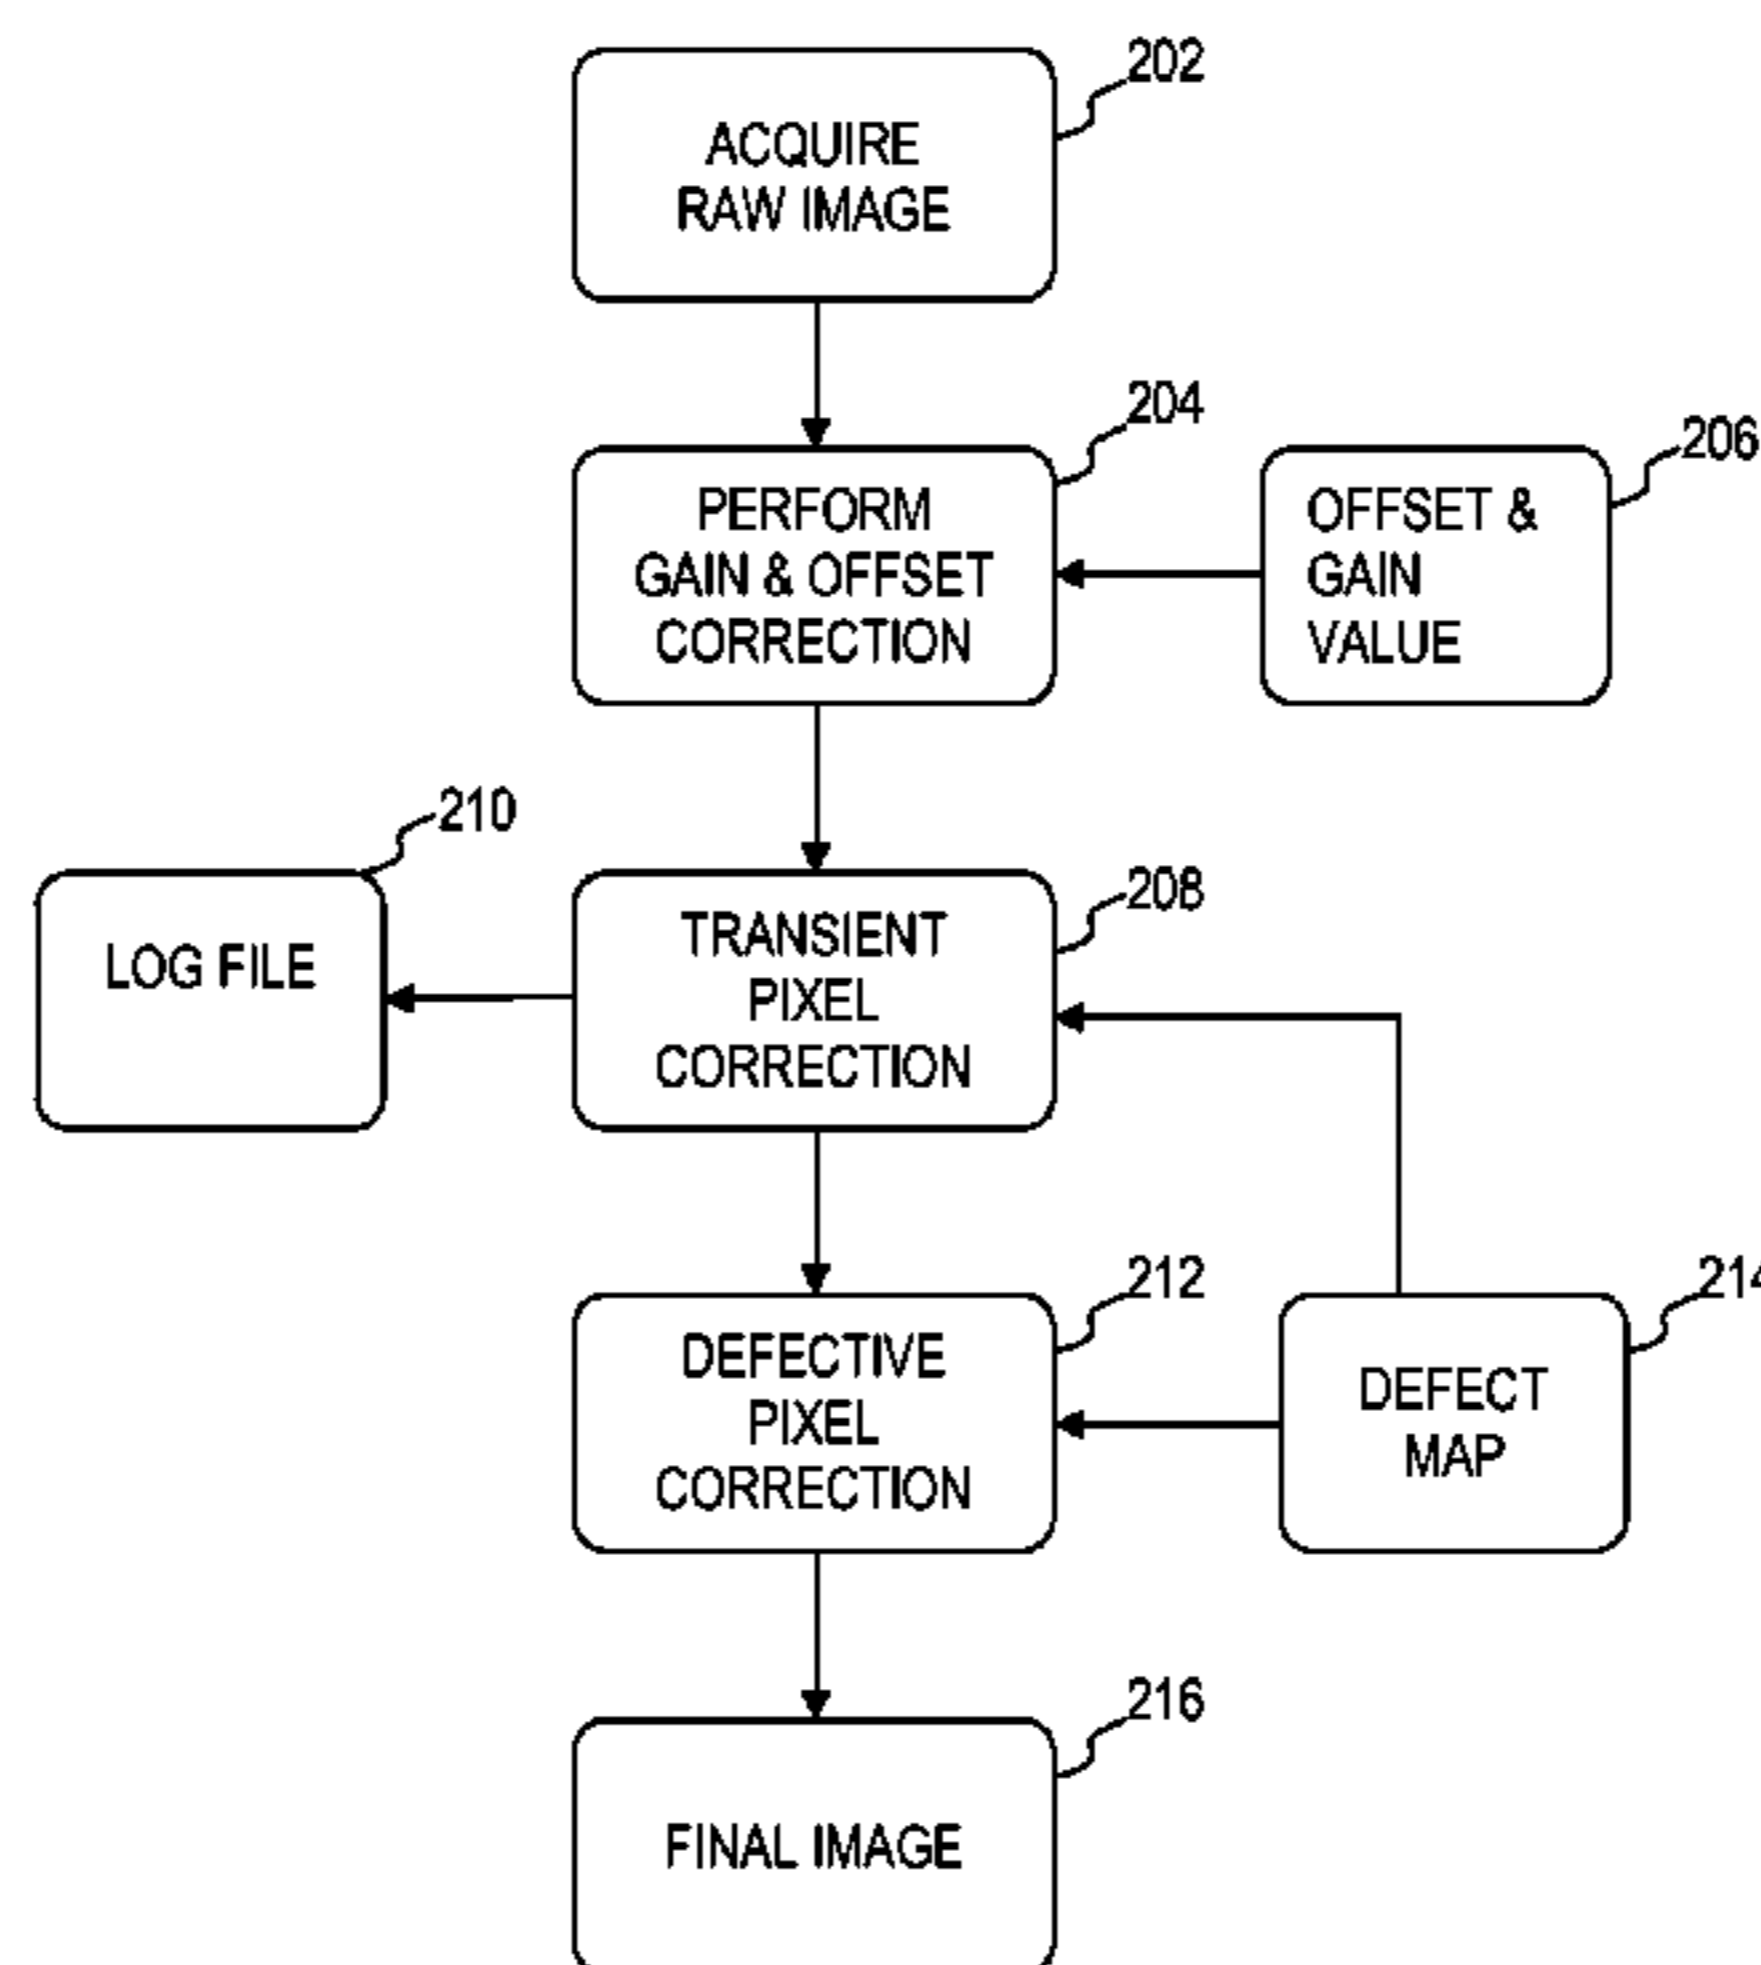 202
ACQUIRE
RAW IMAGE
204
PERFORM
GAIN & OFFSET
CORRECTION
206
OFFSET &
GAIN
VALUE
210
LOG FILE
208
TRANSIENT
PIXEL
CORRECTION
212
DEFECTIVE
PIXEL
CORRECTION
214
DEFECT
MAP
216
FINAL IMAGE